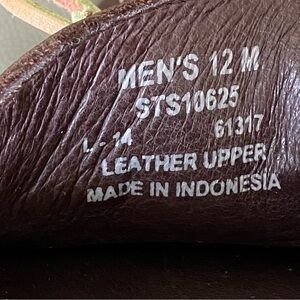 MEN'S 12 M
STS10625
L - 14 61317
LEATHER UPPER
MADE IN INDONESIA